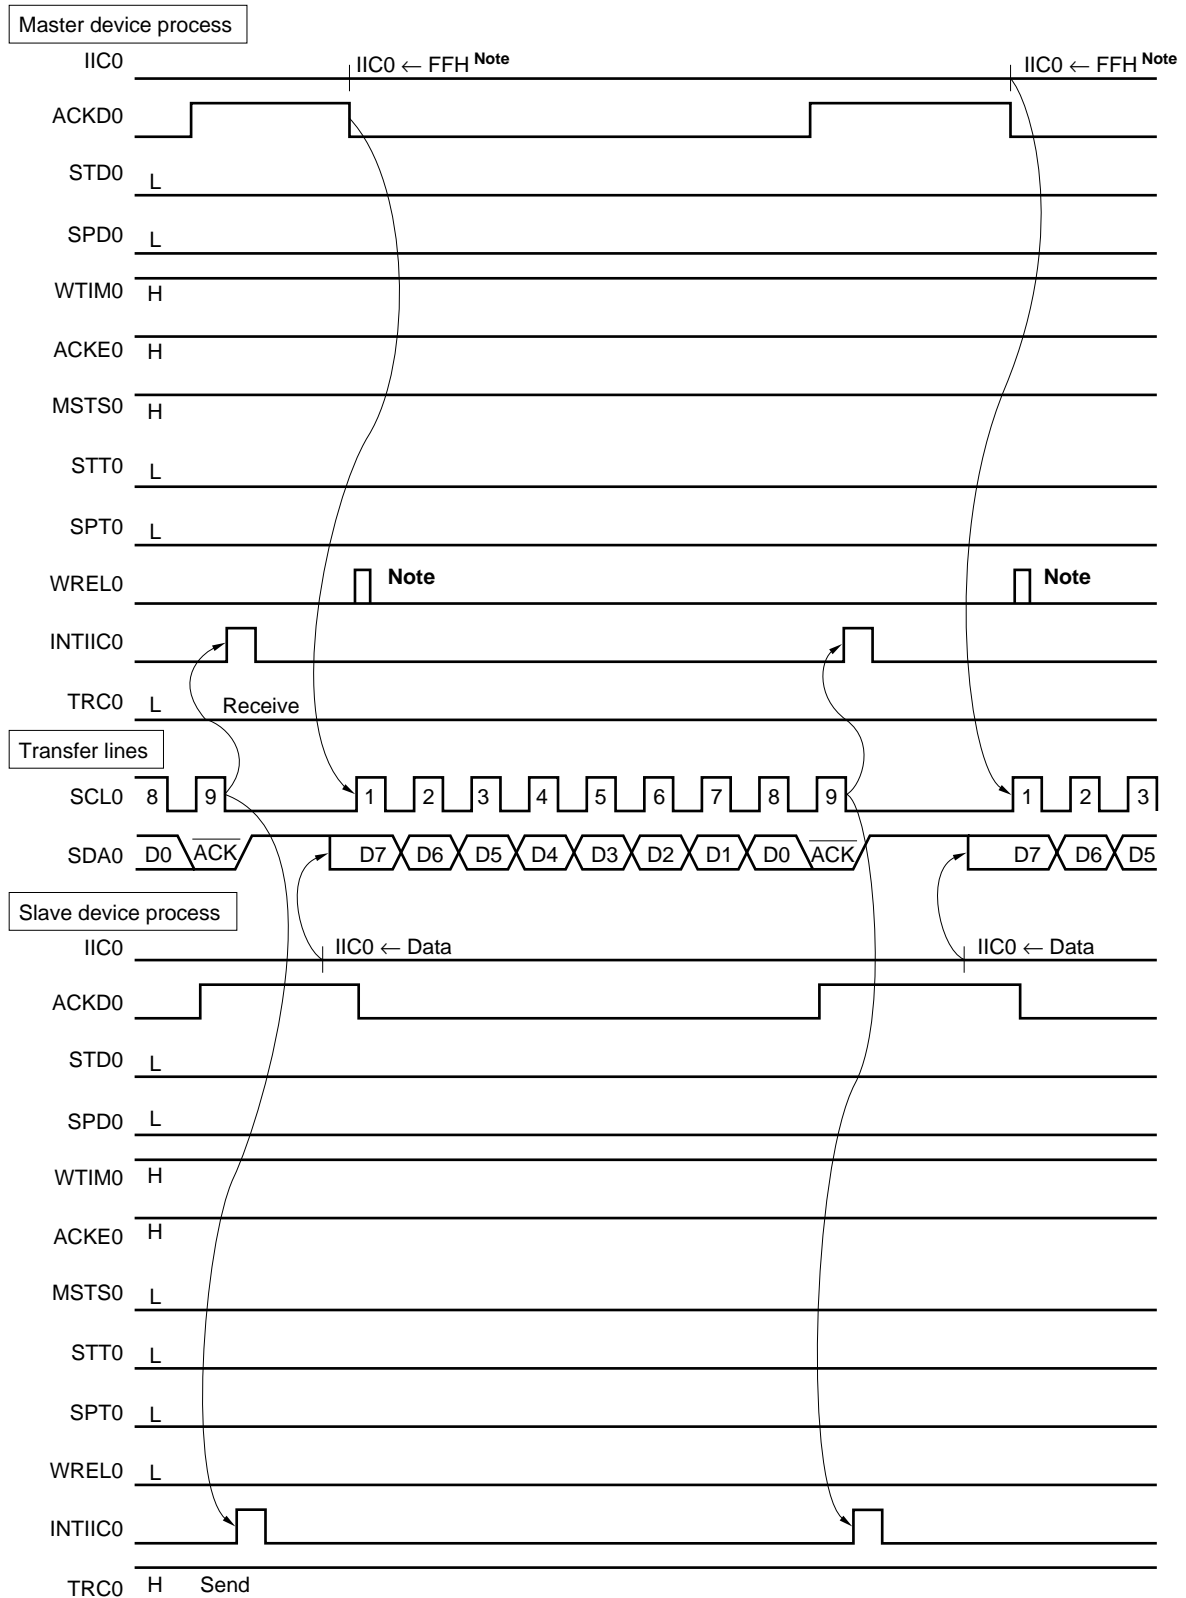 Master device process
IIC0 IIC0 ← FFH Note IIC0 ← FFH Note
ACKD0
STD0 L
SPD0 L
WTIM0 H
ACKE0 H
MSTS0 H
STT0 L
SPT0 L
WREL0 Note Note
INTIIC0
TRC0 L Receive
Transfer lines
SCL0 8 9 1 2 3 4 5 6 7 8 9 1 2 3
SDA0 D0 A̅C̅K̅ D7 D6 D5 D4 D3 D2 D1 D0 A̅C̅K̅ D7 D6 D5
Slave device process
IIC0 IIC0 ← Data IIC0 ← Data
ACKD0
STD0 L
SPD0 L
WTIM0 H
ACKE0 H
MSTS0 L
STT0 L
SPT0 L
WREL0 L
INTIIC0
TRC0 H Send